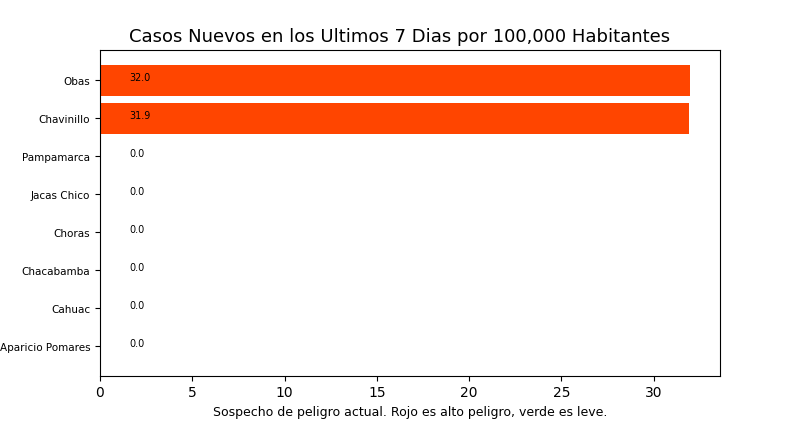 Casos Nuevos en los Ultimos 7 Dias por 100,000 Habitantes
Obas 32.0
Chavinillo 31.9
Pampamarca 0.0
Jacas Chico 0.0
Choras 0.0
Chacabamba 0.0
Cahuac 0.0
Aparicio Pomares 0.0
0 5 10 15 20 25 30
Sospecho de peligro actual. Rojo es alto peligro, verde es leve.